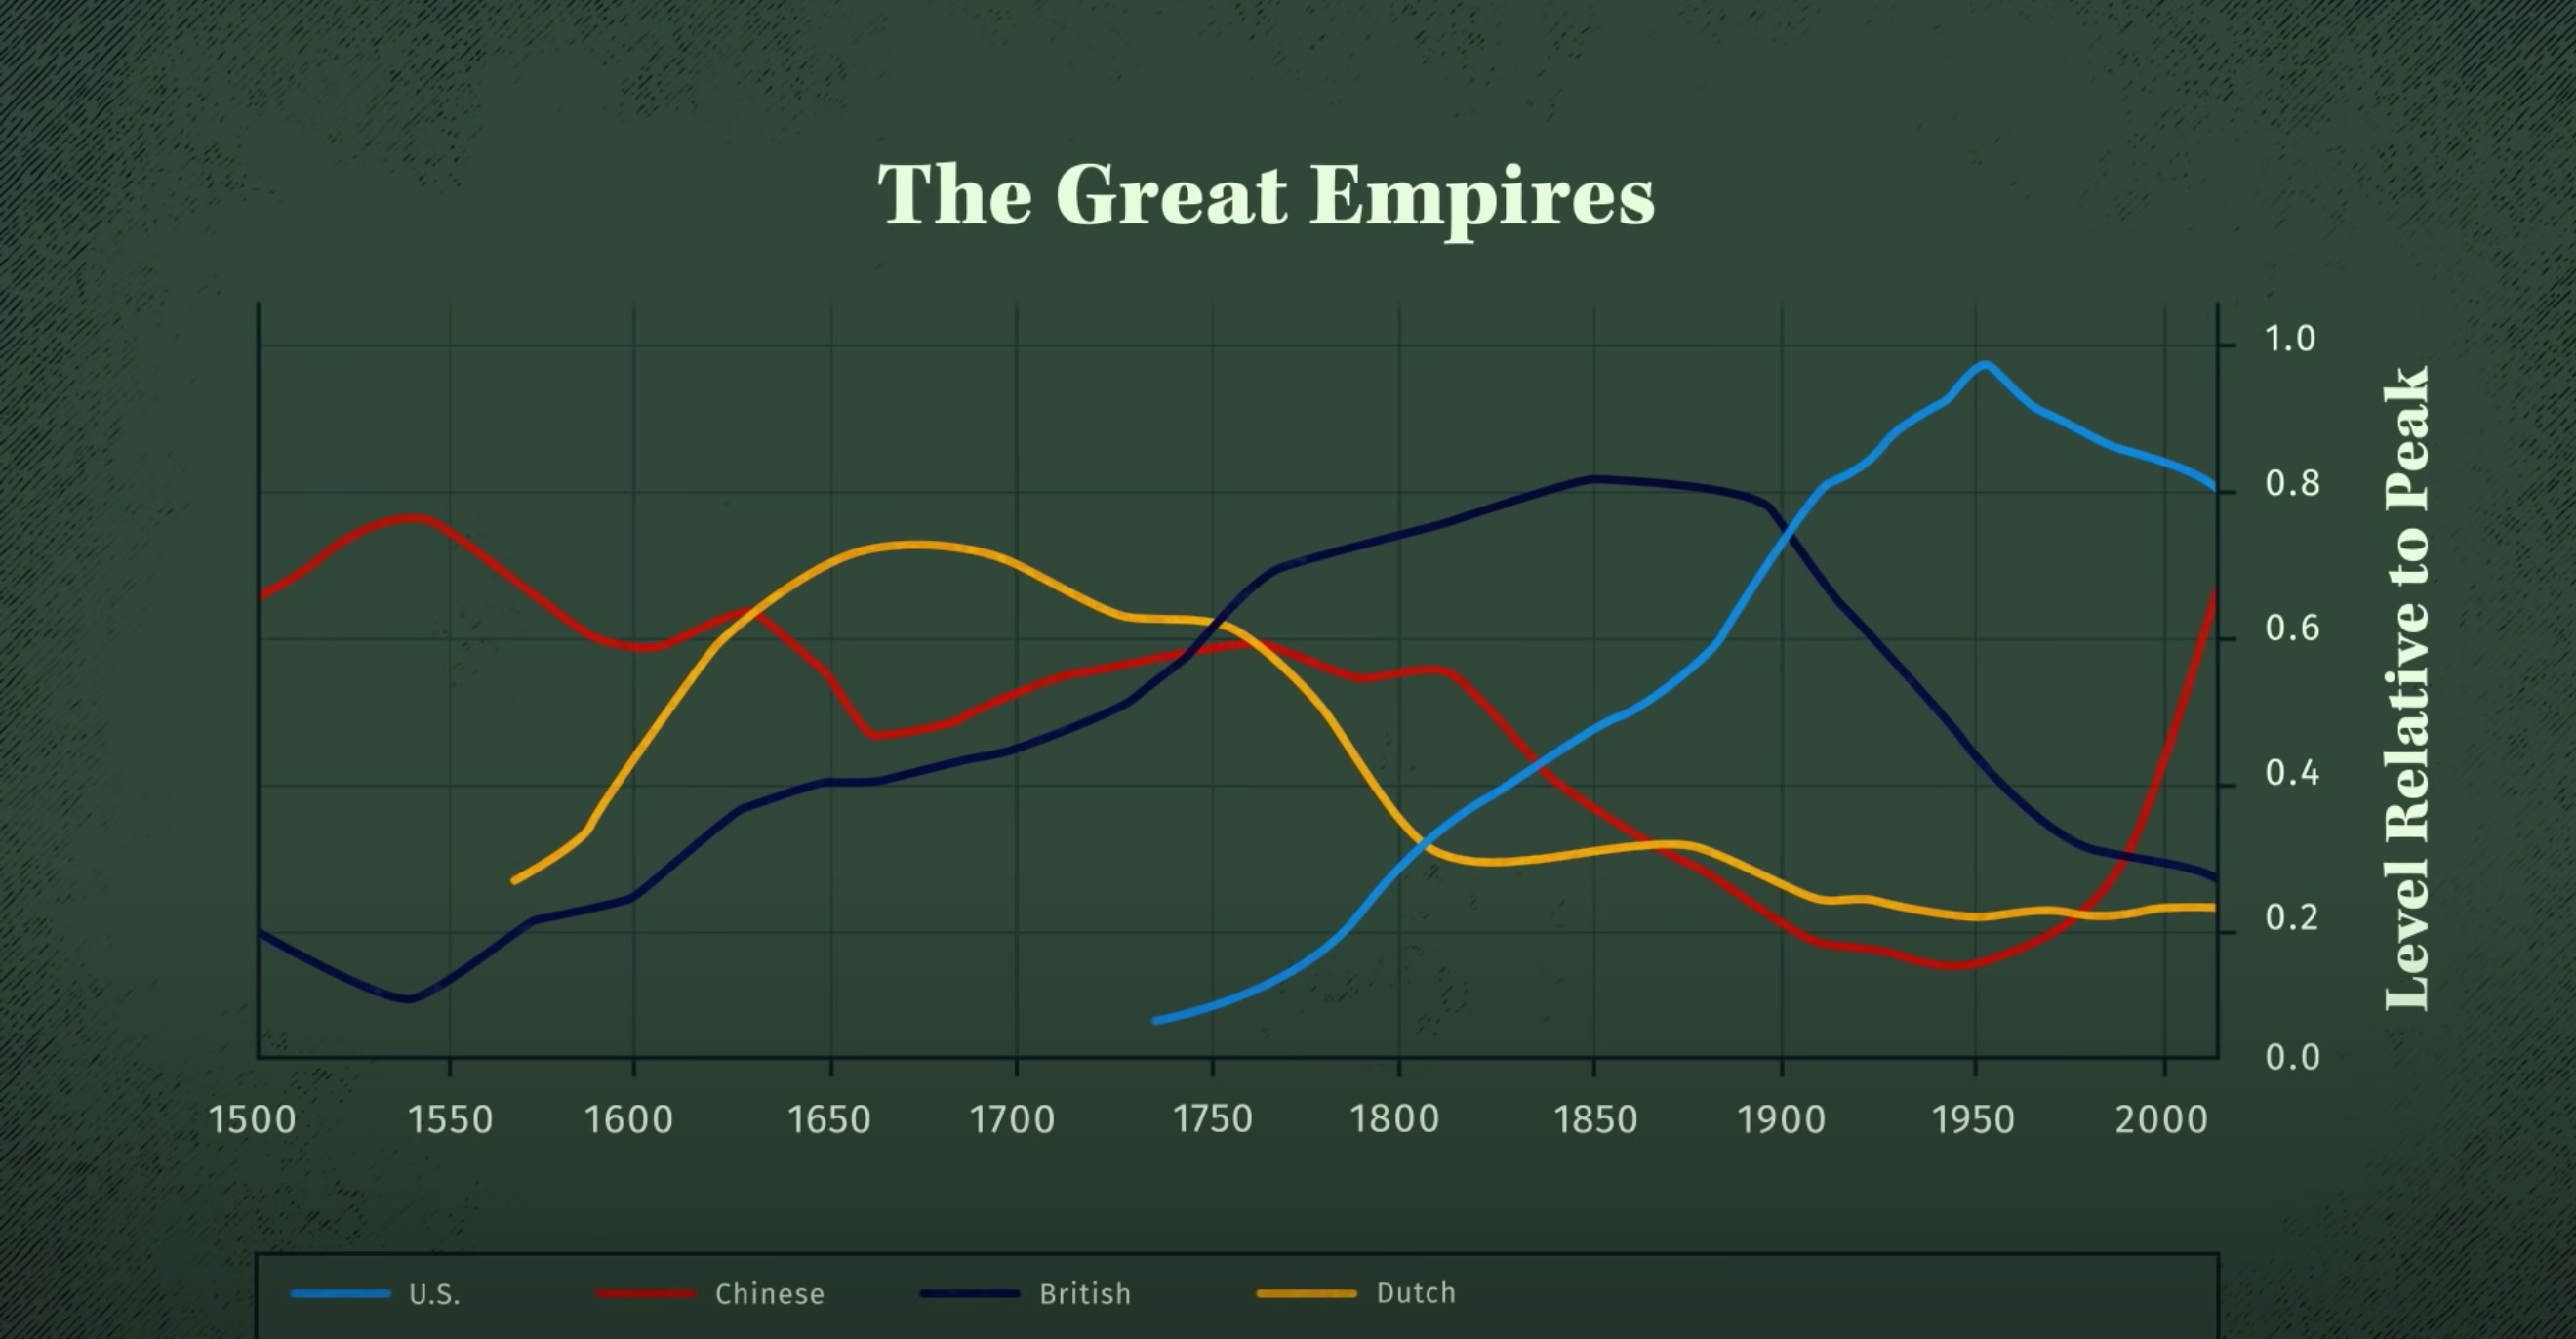 The Great Empires
1.0
0.8
0.6
0.4
0.2
0.0
Level Relative to Peak
1500 1550 1600 1650 1700 1750 1800 1850 1900 1950 2000
U.S. Chinese British Dutch